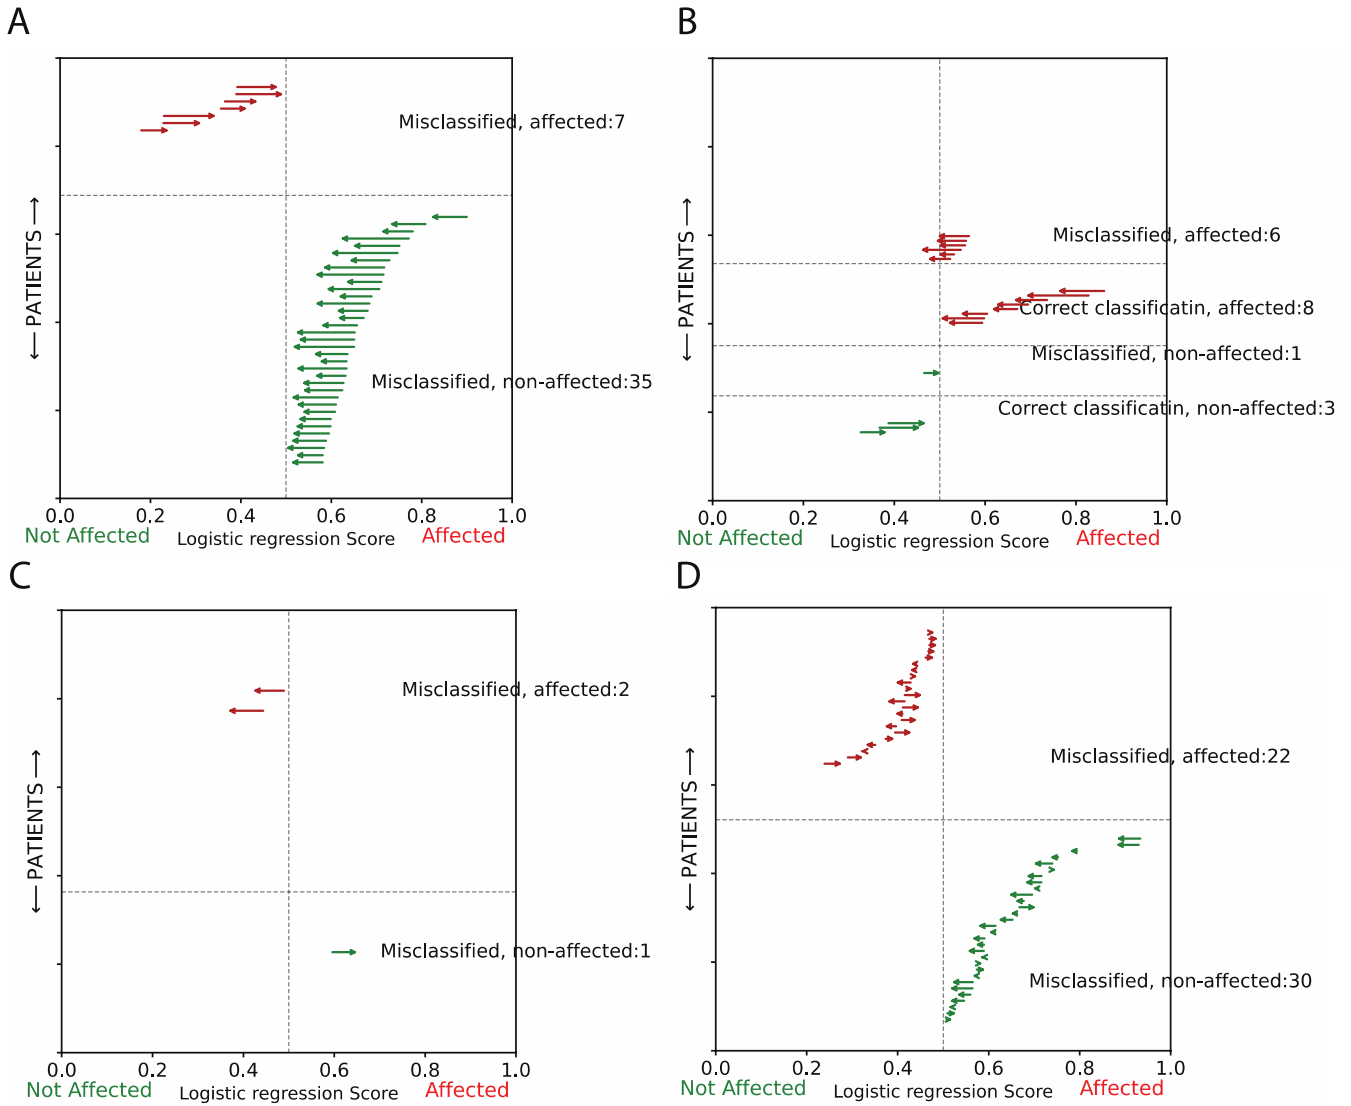 A
Misclassified, affected:7
Misclassified, non-affected:35
⟵ PATIENTS ⟶
0.0 0.2 0.4 0.6 0.8 1.0
Not Affected Logistic regression Score Affected
B
Misclassified, affected:6
Correct classificatin, affected:8
Misclassified, non-affected:1
Correct classificatin, non-affected:3
⟵ PATIENTS ⟶
0.0 0.2 0.4 0.6 0.8 1.0
Not Affected Logistic regression Score Affected
C
Misclassified, affected:2
Misclassified, non-affected:1
⟵ PATIENTS ⟶
0.0 0.2 0.4 0.6 0.8 1.0
Not Affected Logistic regression Score Affected
D
Misclassified, affected:22
Misclassified, non-affected:30
⟵ PATIENTS ⟶
0.0 0.2 0.4 0.6 0.8 1.0
Not Affected Logistic regression Score Affected